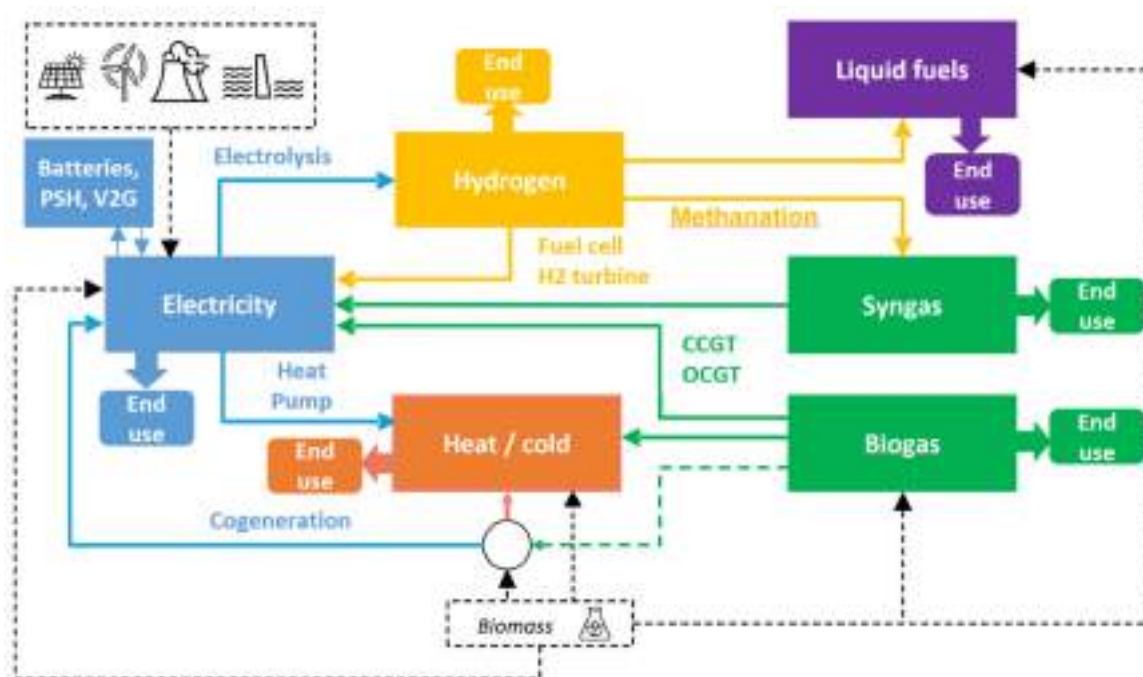 End
use
Liquid fuels
Batteries,
PSH, V2G
Electrolysis
Hydrogen
End
use
Methanation
Fuel cell
H2 turbine
Electricity
Syngas
End
use
CCGT
OCGT
Heat
Pump
End
use
Heat / cold
End
use
Biogas
End
use
Cogeneration
Biomass